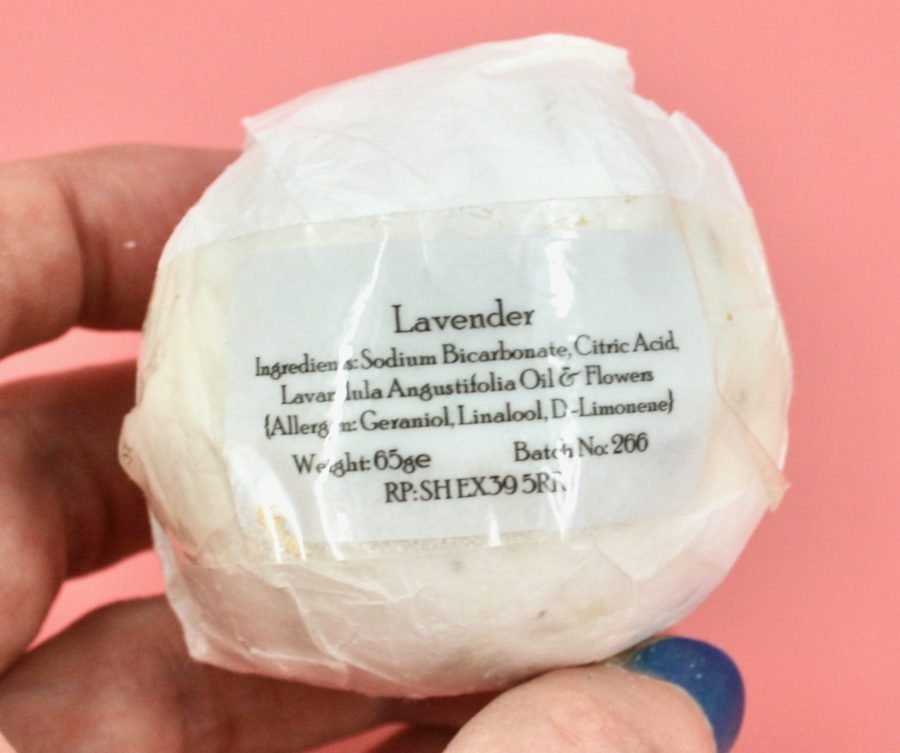 Lavender
Ingredients: Sodium Bicarbonate, Citric Acid,
Lavandula Angustifolia Oil & Flowers
{Allergen: Geraniol, Linalool, D-Limonene}
Weight: 65ge Batch No: 266
RP: SH EX39 5RR